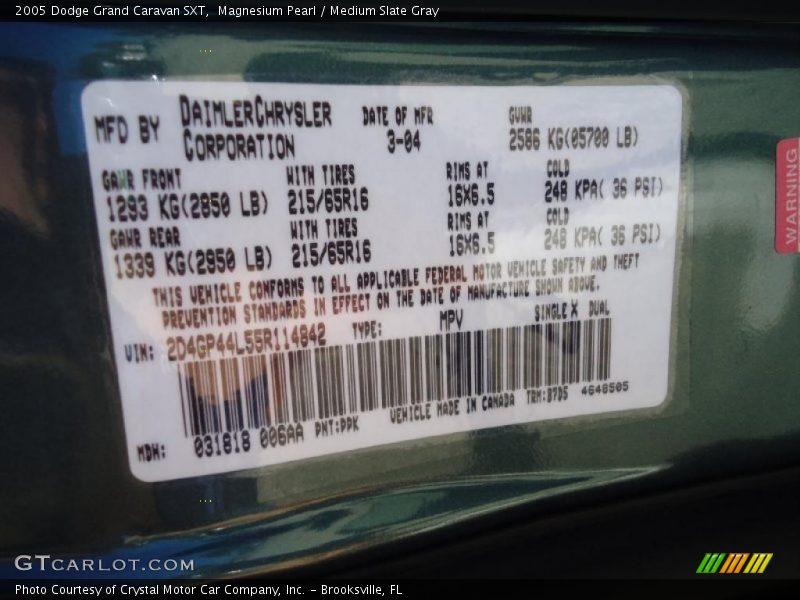 2005 Dodge Grand Caravan SXT,  Magnesium Pearl / Medium Slate Gray
MFD BY DAIMLERCHRYSLER CORPORATION DATE OF MFR 3-04 GVWR 2586 KG(05700 LB)
GAWR FRONT WITH TIRES RIMS AT COLD
1293 KG(2850 LB) 215/65R16 16X6.5 248 KPA( 36 PSI)
GAWR REAR WITH TIRES RIMS AT COLD
1339 KG(2950 LB) 215/65R16 16X6.5 248 KPA( 36 PSI)
THIS VEHICLE CONFORMS TO ALL APPLICABLE FEDERAL MOTOR VEHICLE SAFETY AND THEFT
PREVENTION STANDARDS IN EFFECT ON THE DATE OF MANUFACTURE SHOWN ABOVE.
VIN: 2D4GP44L55R114842 TYPE: MPV SINGLE X DUAL
MDH: 031818 006AA PNT:PPK VEHICLE MADE IN CANADA TRM:B7D5 4648505
WARNING
GTCARLOT.COM
Photo Courtesy of Crystal Motor Car Company, Inc. – Brooksville, FL